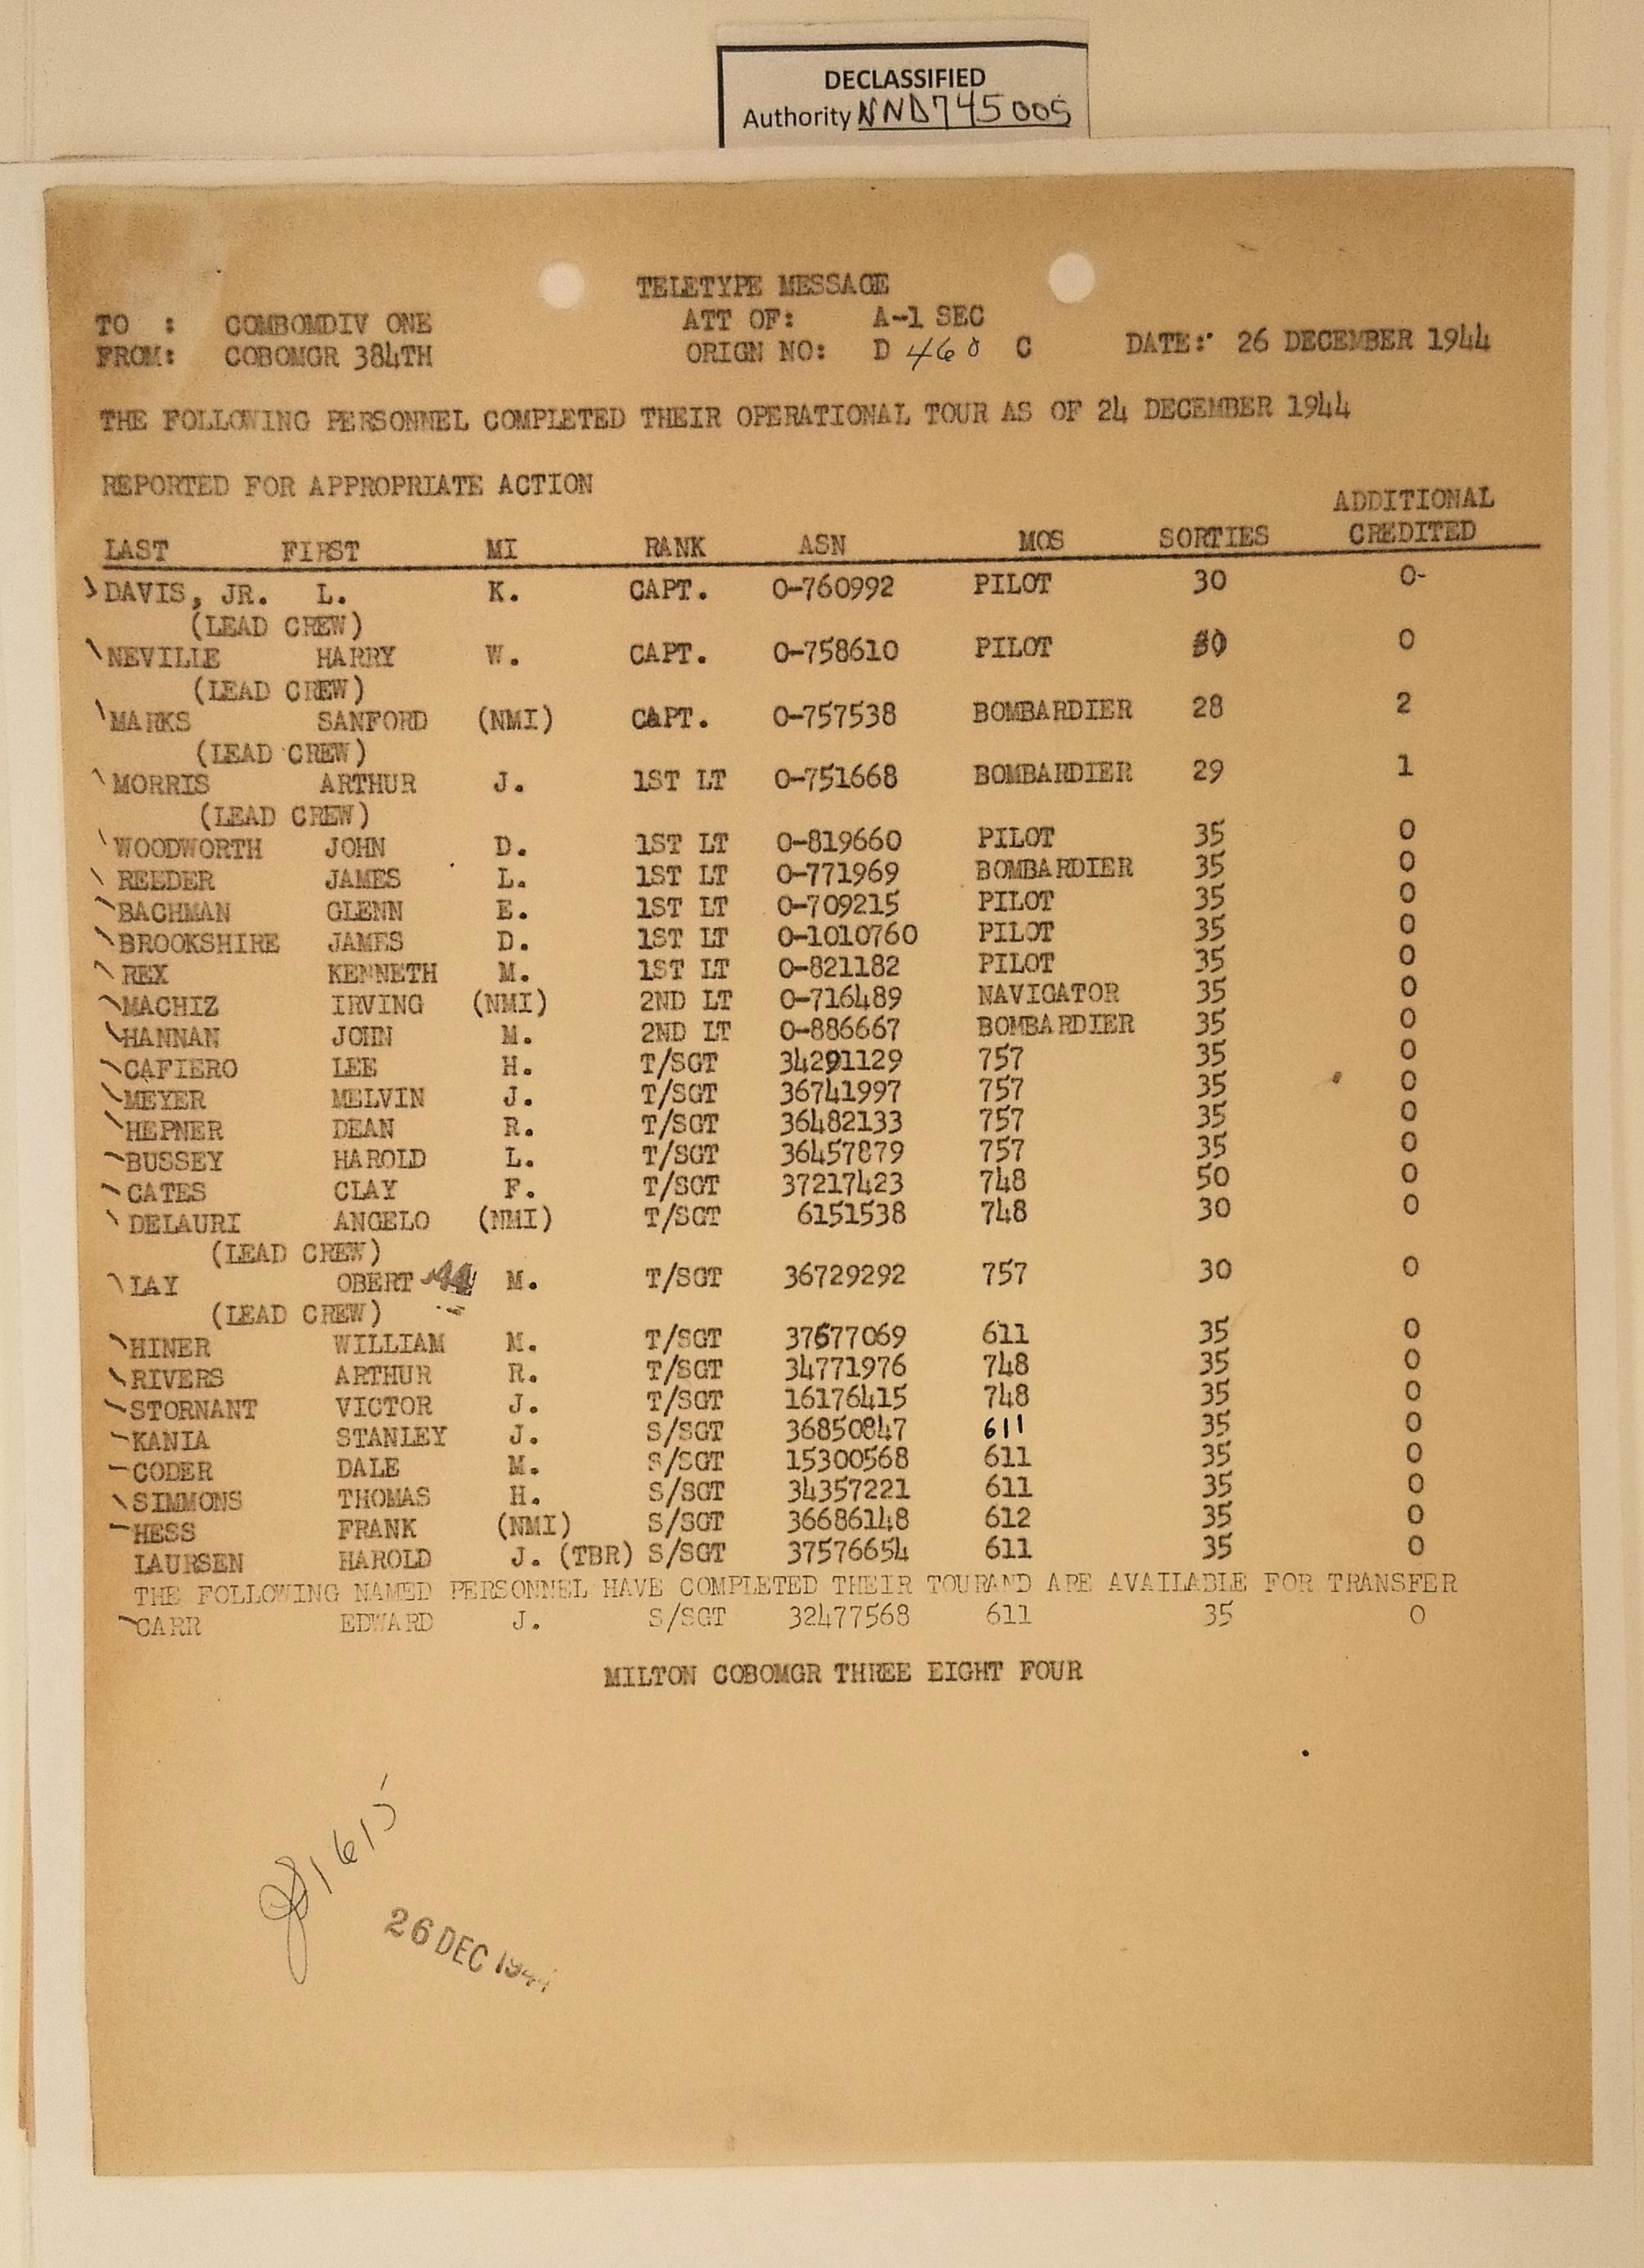 DECLASSIFIED
Authority NND745005
TELETYPE MESSAGE
TO : COMBOMDIV ONE ATT OF: A-1 SEC
FROM: COBOMGR 384TH ORIGN NO: D 460 C DATE: 26 DECEMBER 1944
THE FOLLOWING PERSONNEL COMPLETED THEIR OPERATIONAL TOUR AS OF 24 DECEMBER 1944
REPORTED FOR APPROPRIATE ACTION
ADDITIONAL
LAST FIRST MI RANK ASN MOS SORTIES CREDITED
DAVIS, JR. L. K. CAPT. O-760992 PILOT 30 0-
(LEAD CREW)
NEVILLE HARRY W. CAPT. O-758610 PILOT 30 0
(LEAD CREW)
MARKS SANFORD (NMI) CAPT. O-757538 BOMBARDIER 28 2
(LEAD CREW)
MORRIS ARTHUR J. 1ST LT O-751668 BOMBARDIER 29 1
(LEAD CREW)
WOODWORTH JOHN D. 1ST LT O-819660 PILOT 35 0
REEDER JAMES L. 1ST LT O-771969 BOMBARDIER 35 0
BACHMAN GLENN E. 1ST LT O-709215 PILOT 35 0
BROOKSHIRE JAMES D. 1ST LT O-1010760 PILOT 35 0
REX KENNETH M. 1ST LT O-821182 PILOT 35 0
MACHIZ IRVING (NMI) 2ND LT O-716489 NAVIGATOR 35 0
HANNAN JOHN M. 2ND LT O-886667 BOMBARDIER 35 0
CAFIERO LEE H. T/SGT 34291129 757 35 0
MEYER MELVIN J. T/SGT 36741997 757 35 0
HEPNER DEAN R. T/SGT 36482133 757 35 0
BUSSEY HAROLD L. T/SGT 36457879 757 35 0
CATES CLAY F. T/SGT 37217423 748 50 0
DELAURI ANGELO (NMI) T/SGT 6151538 748 30 0
(LEAD CREW)
LAY OBERT M. T/SGT 36729292 757 30 0
(LEAD CREW)
HINER WILLIAM M. T/SGT 37677069 611 35 0
RIVERS ARTHUR R. T/SGT 34771976 748 35 0
STORNANT VICTOR J. T/SGT 16176415 748 35 0
KANIA STANLEY J. S/SGT 36850847 611 35 0
CODER DALE M. S/SGT 15300568 611 35 0
SIMMONS THOMAS H. S/SGT 34357221 611 35 0
HESS FRANK (NMI) S/SGT 36686148 612 35 0
LAURSEN HAROLD J. (TBR) S/SGT 37576654 611 35 0
THE FOLLOWING NAMED PERSONNEL HAVE COMPLETED THEIR TOURAND ARE AVAILABLE FOR TRANSFER
CARR EDWARD J. S/SGT 32477568 611 35 0
MILTON COBOMGR THREE EIGHT FOUR
1615
26 DEC 1944